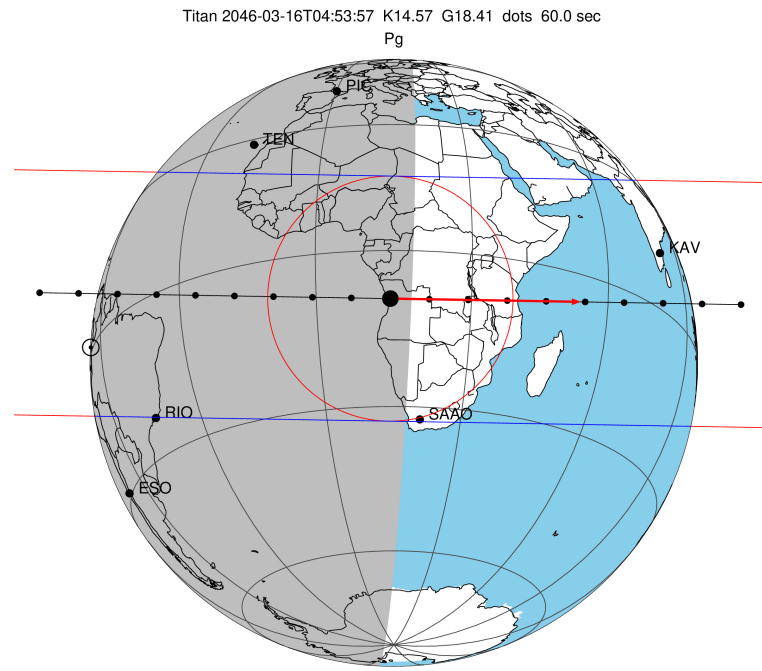 Titan 2046-03-16T04:53:57 K14.57 G18.41 dots 60.0 sec
Pg
PIC
TEN
KAV
RIO
SAAO
ESO